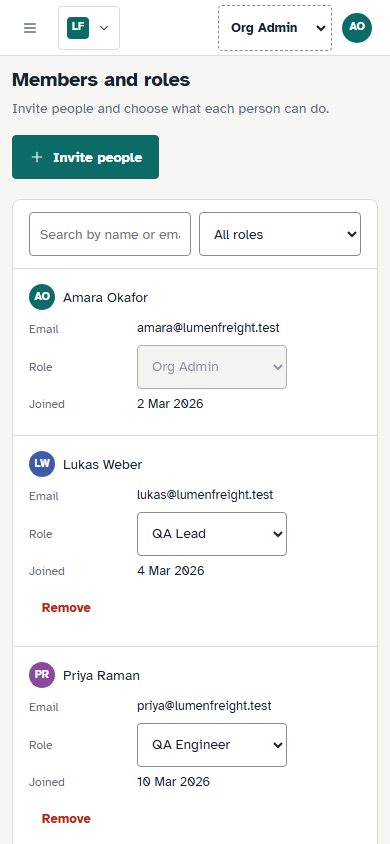 LF
Org Admin
AO
Members and roles
Invite people and choose what each person can do.
+ Invite people
Search by name or ema
All roles
AO Amara Okafor
Email amara@lumenfreight.test
Role Org Admin
Joined 2 Mar 2026
LW Lukas Weber
Email lukas@lumenfreight.test
Role QA Lead
Joined 4 Mar 2026
Remove
PR Priya Raman
Email priya@lumenfreight.test
Role QA Engineer
Joined 10 Mar 2026
Remove